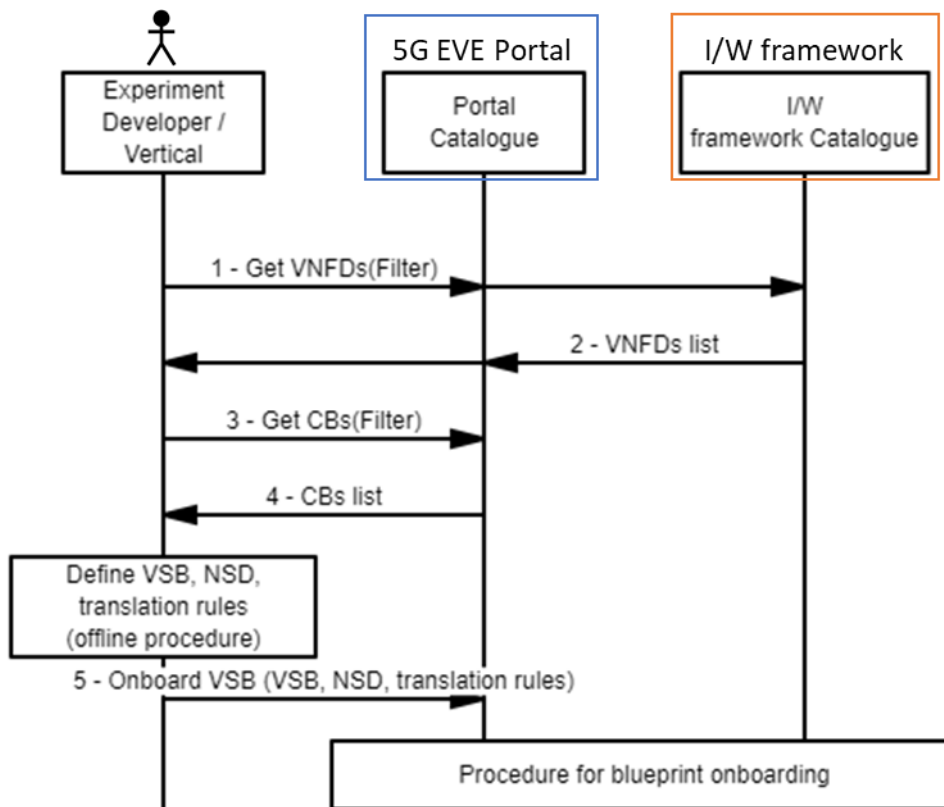 5G EVE Portal
I/W framework
Experiment
Developer /
Vertical
Portal
Catalogue
I/W
framework Catalogue
1 - Get VNFDs(Filter)
2 - VNFDs list
3 - Get CBs(Filter)
4 - CBs list
Define VSB, NSD,
translation rules
(offline procedure)
5 - Onboard VSB (VSB, NSD, translation rules)
Procedure for blueprint onboarding